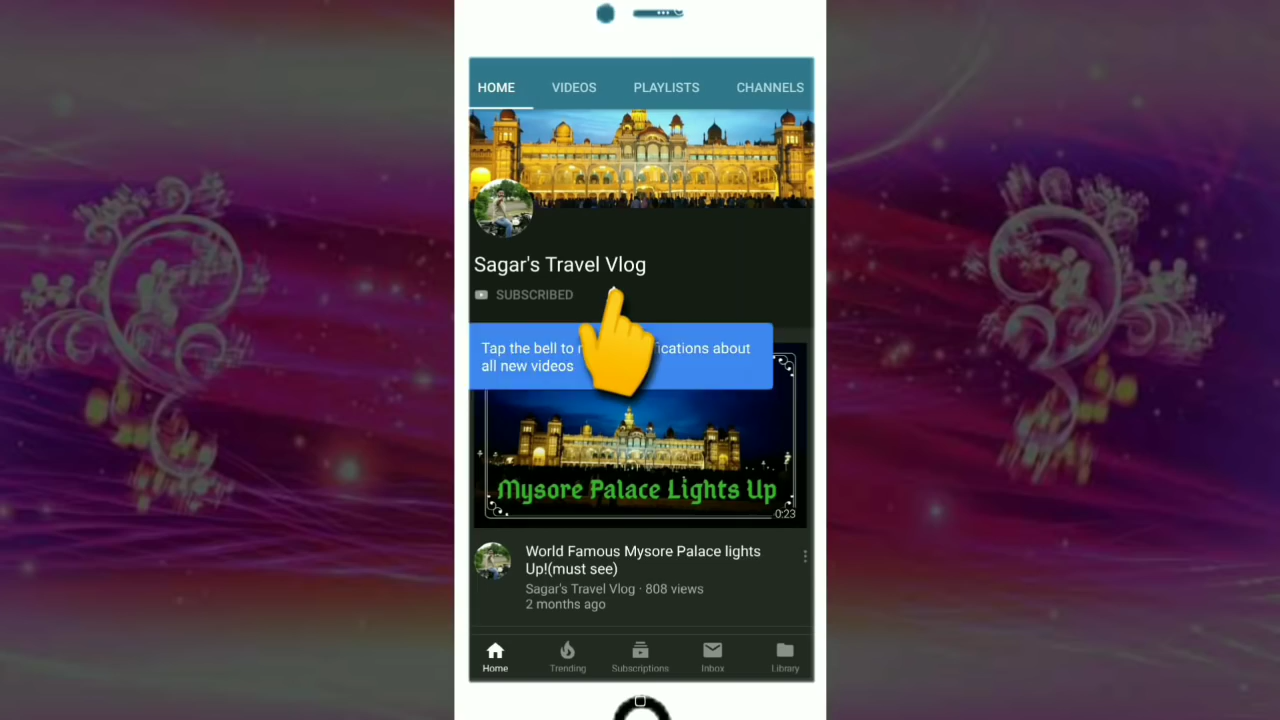 HOME VIDEOS PLAYLISTS CHANNELS
Sagar's Travel Vlog
SUBSCRIBED
Tap the bell to about
all new videos
Mysore Palace Lights Up
0:23
World Famous Mysore Palace lights
Up!(must see)
Sagar's Travel Vlog · 808 views
2 months ago
Home Trending Subscriptions Inbox Library